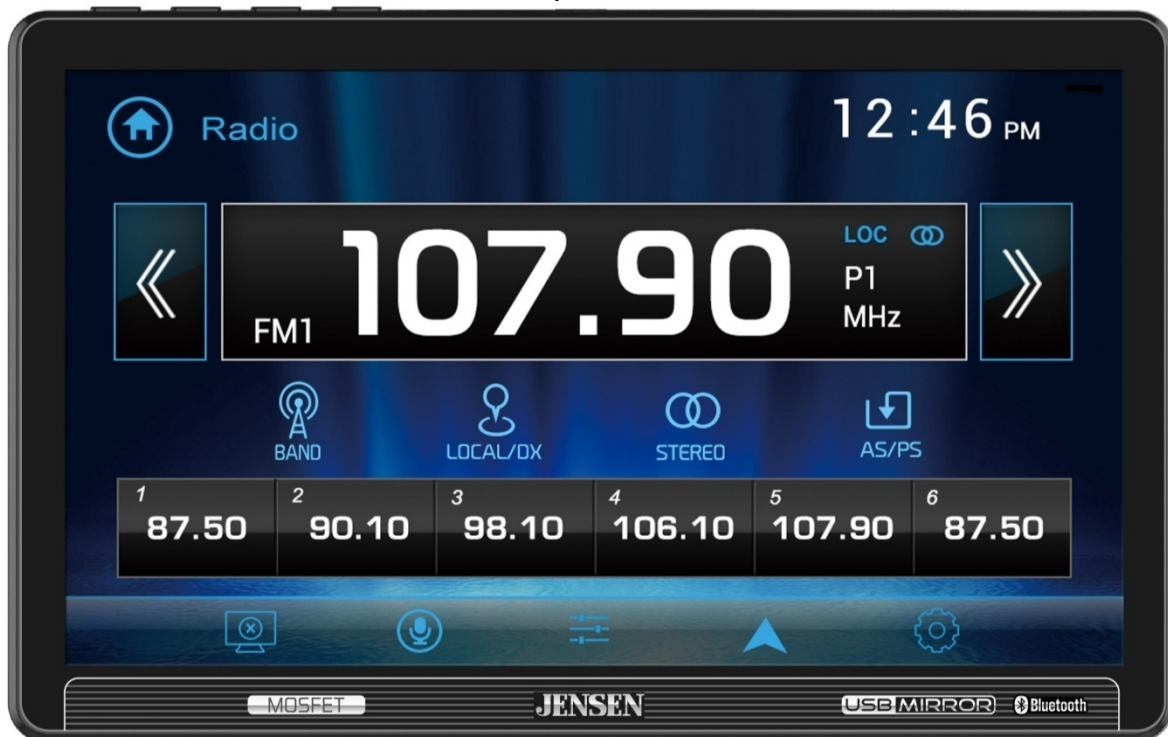 Radio
12:46 PM
FM1 107.90 LOC
P1
MHz
BAND LOCAL/DX STEREO AS/PS
1 2 3 4 5 6
87.50 90.10 98.10 106.10 107.90 87.50
MOSFET JENSEN USB MIRROR Bluetooth